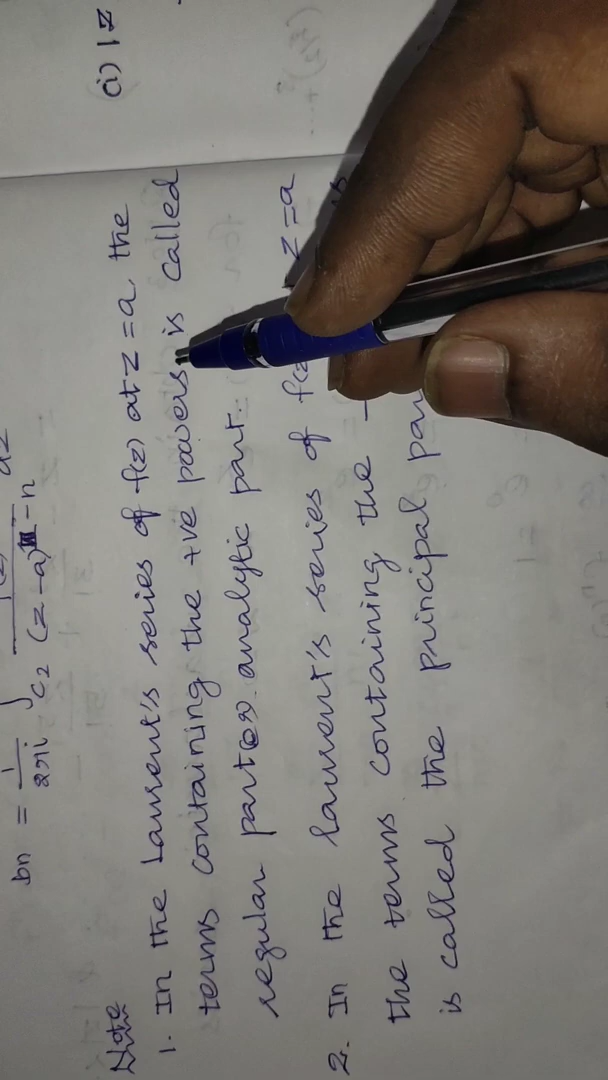 bn = 1/2πi ∫C2 (z-a)-n dz
Note
1. In the Laurent's series of f(z) at z=a, the
terms containing the +ve powers is called
regular part (or) analytic part.
2. In the laurent's series of f(z z=a
the terms containing the -
is called the principal
(i) |z